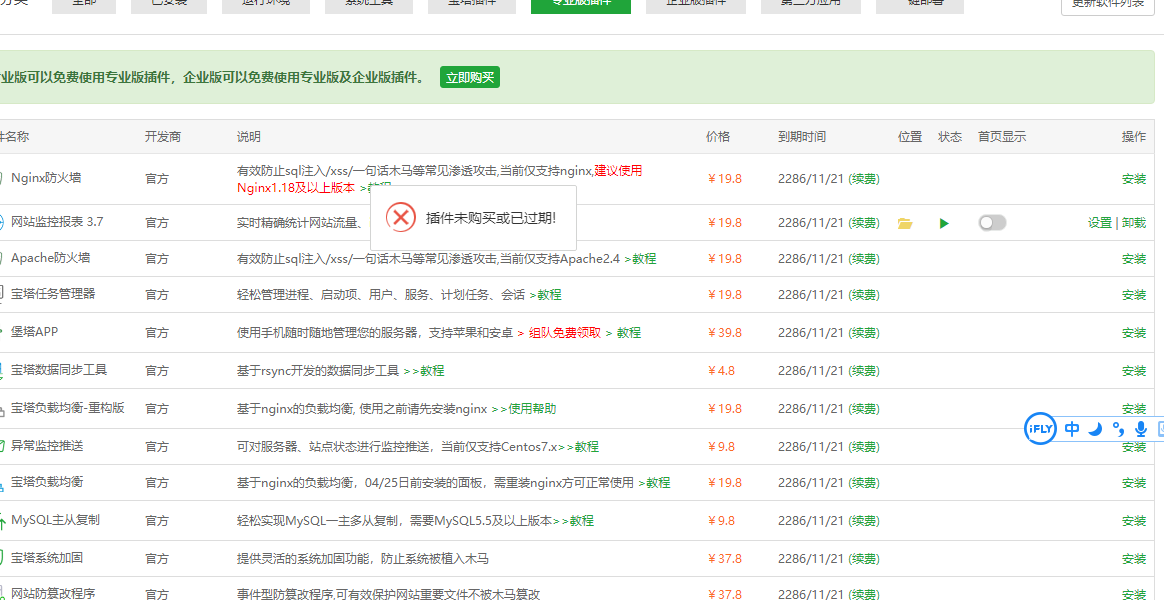 全部 已安装 运行环境 系统工具 宝塔插件 专业版插件 企业版插件 第三方应用 一键部署 更新软件列表
业版可以免费使用专业版插件，企业版可以免费使用专业版及企业版插件。 立即购买
件名称 开发商 说明 价格 到期时间 位置 状态 首页显示 操作
Nginx防火墙 官方 有效防止sql注入/xss/一句话木马等常见渗透攻击,当前仅支持nginx,建议使用
Nginx1.18及以上版本 >教程 ￥19.8 2286/11/21 (续费) 安装
网站监控报表 3.7 官方 实时精确统计网站流量、 ￥19.8 2286/11/21 (续费) 设置 | 卸载
插件未购买或已过期!
Apache防火墙 官方 有效防止sql注入/xss/一句话木马等常见渗透攻击,当前仅支持Apache2.4 >教程 ￥19.8 2286/11/21 (续费) 安装
宝塔任务管理器 官方 轻松管理进程、启动项、用户、服务、计划任务、会话 >教程 ￥19.8 2286/11/21 (续费) 安装
堡塔APP 官方 使用手机随时随地管理您的服务器，支持苹果和安卓 > 组队免费领取 > 教程 ￥39.8 2286/11/21 (续费) 安装
宝塔数据同步工具 官方 基于rsync开发的数据同步工具 >>教程 ￥4.8 2286/11/21 (续费) 安装
宝塔负载均衡-重构版 官方 基于nginx的负载均衡, 使用之前请先安装nginx >>使用帮助 ￥19.8 2286/11/21 (续费) 安装
iFLY 中
异常监控推送 官方 可对服务器、站点状态进行监控推送，当前仅支持Centos7.x>>教程 ￥9.8 2286/11/21 (续费) 安装
宝塔负载均衡 官方 基于nginx的负载均衡，04/25日前安装的面板，需重装nginx方可正常使用 >教程 ￥19.8 2286/11/21 (续费) 安装
MySQL主从复制 官方 轻松实现MySQL一主多从复制，需要MySQL5.5及以上版本>>教程 ￥9.8 2286/11/21 (续费) 安装
宝塔系统加固 官方 提供灵活的系统加固功能，防止系统被植入木马 ￥37.8 2286/11/21 (续费) 安装
网站防篡改程序 官方 事件型防篡改程序,可有效保护网站重要文件不被木马篡改 ￥37.8 2286/11/21 (续费) 安装